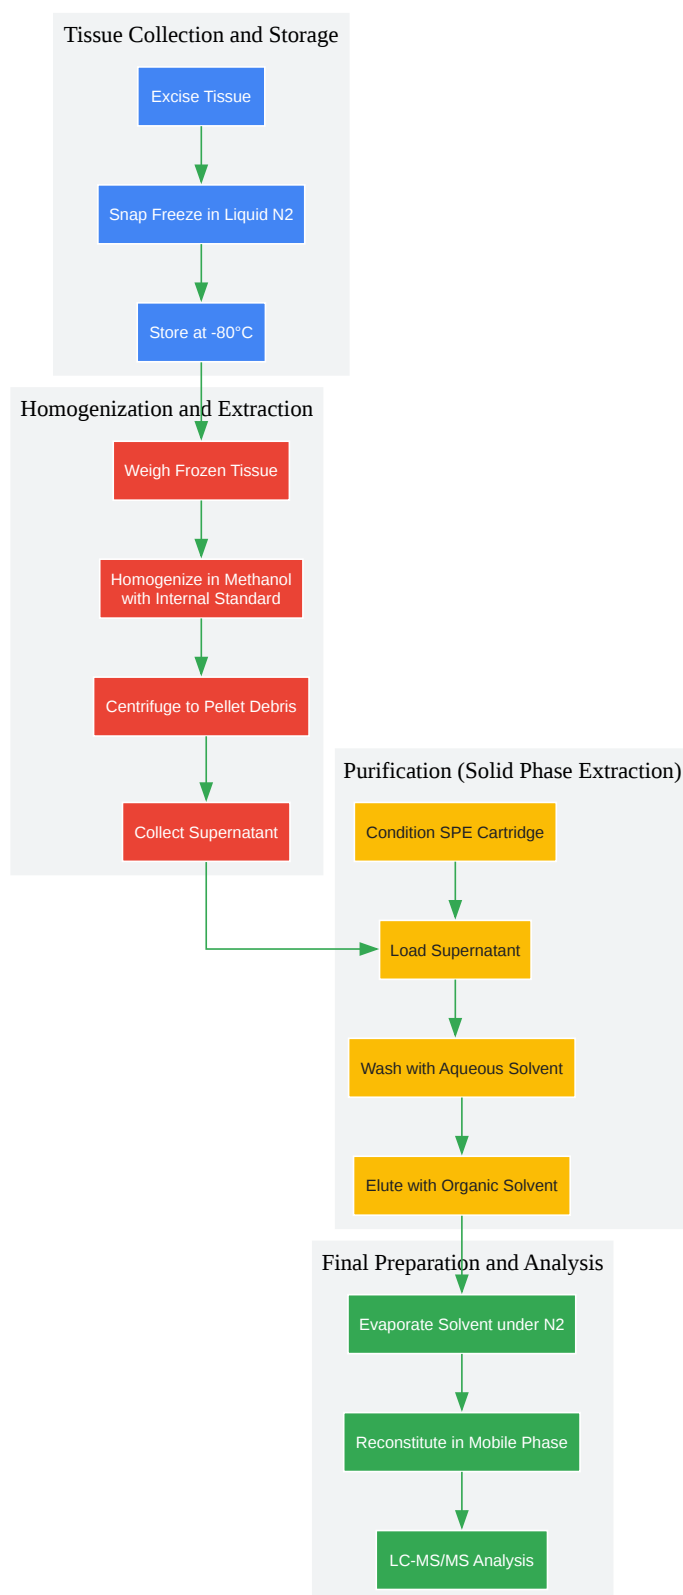 Tissue Collection and Storage
Excise Tissue
Snap Freeze in Liquid N2
Store at -80°C
Homogenization and Extraction
Weigh Frozen Tissue
Homogenize in Methanol
with Internal Standard
Centrifuge to Pellet Debris
Collect Supernatant
Purification (Solid Phase Extraction)
Condition SPE Cartridge
Load Supernatant
Wash with Aqueous Solvent
Elute with Organic Solvent
Final Preparation and Analysis
Evaporate Solvent under N2
Reconstitute in Mobile Phase
LC-MS/MS Analysis